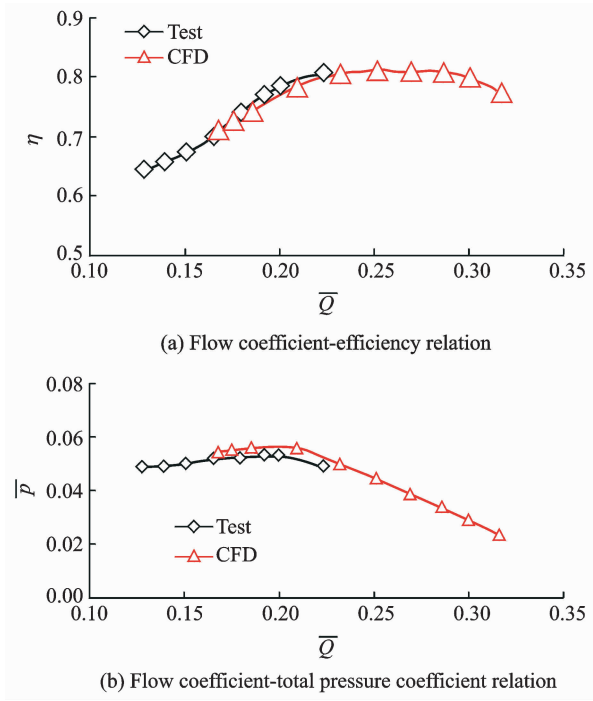 0.9
Test
CFD
0.8
η
0.7
0.6
0.5
0.10 0.15 0.20 0.25 0.30 0.35
Q̅
(a) Flow coefficient-efficiency relation
0.08
0.06
p̅
0.04
Test
CFD
0.02
0.00
0.10 0.15 0.20 0.25 0.30 0.35
Q̅
(b) Flow coefficient-total pressure coefficient relation